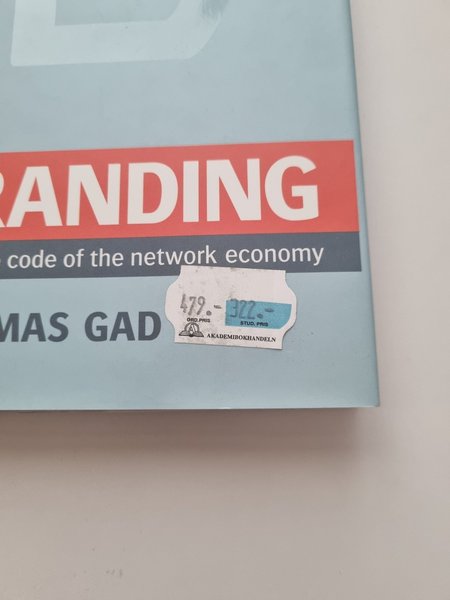 RANDING
code of the network economy
MAS GAD
479.- 322.-
ORD.PRIS STUD. PRIS
AKADEMIBOKHANDELN